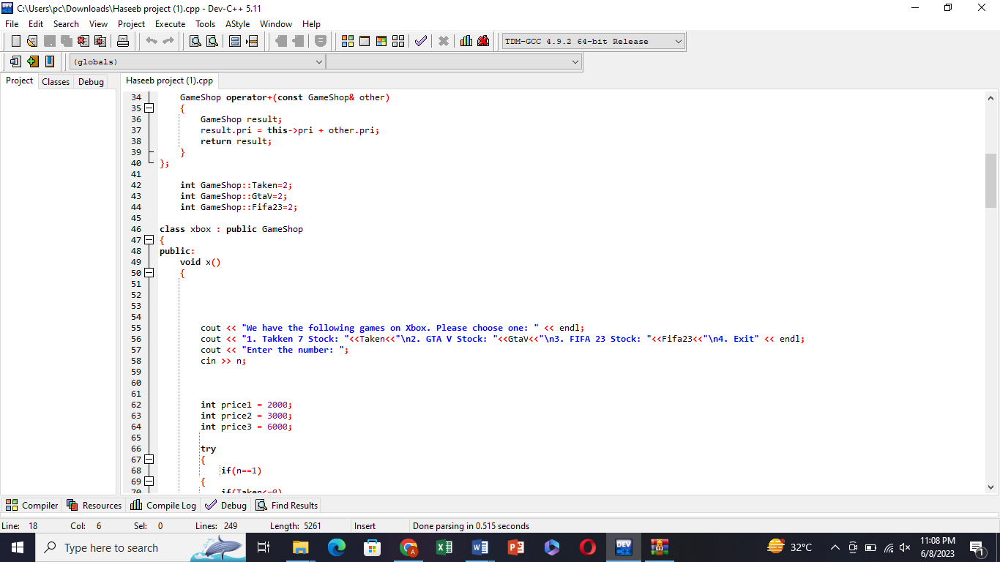 C:\Users\pc\Downloads\Haseeb project (1).cpp - Dev-C++ 5.11
File Edit Search View Project Execute Tools AStyle Window Help
TDM-GCC 4.9.2 64-bit Release
(globals)
Project Classes Debug Haseeb project (1).cpp
34 GameShop operator+(const GameShop& other)
35 {
36 GameShop result;
37 result.pri = this->pri + other.pri;
38 return result;
39 }
40 };
41
42 int GameShop::Taken=2;
43 int GameShop::GtaV=2;
44 int GameShop::Fifa23=2;
45
46 class xbox : public GameShop
47 {
48 public:
49 void x()
50 {
51
52
53
54
55 cout << "We have the following games on Xbox. Please choose one: " << endl;
56 cout << "1. Takken 7 Stock: "<<Taken<<"\n2. GTA V Stock: "<<GtaV<<"\n3. FIFA 23 Stock: "<<Fifa23<<"\n4. Exit" << endl;
57 cout << "Enter the number: ";
58 cin >> n;
59
60
61
62 int price1 = 2000;
63 int price2 = 3000;
64 int price3 = 6000;
65
66 try
67 {
68 if(n==1)
69 {
70 if(Taken<=0)
Compiler Resources Compile Log Debug Find Results
Line: 18 Col: 6 Sel: 0 Lines: 249 Length: 5261 Insert Done parsing in 0.515 seconds
Type here to search
32°C
11:08 PM
6/8/2023
1